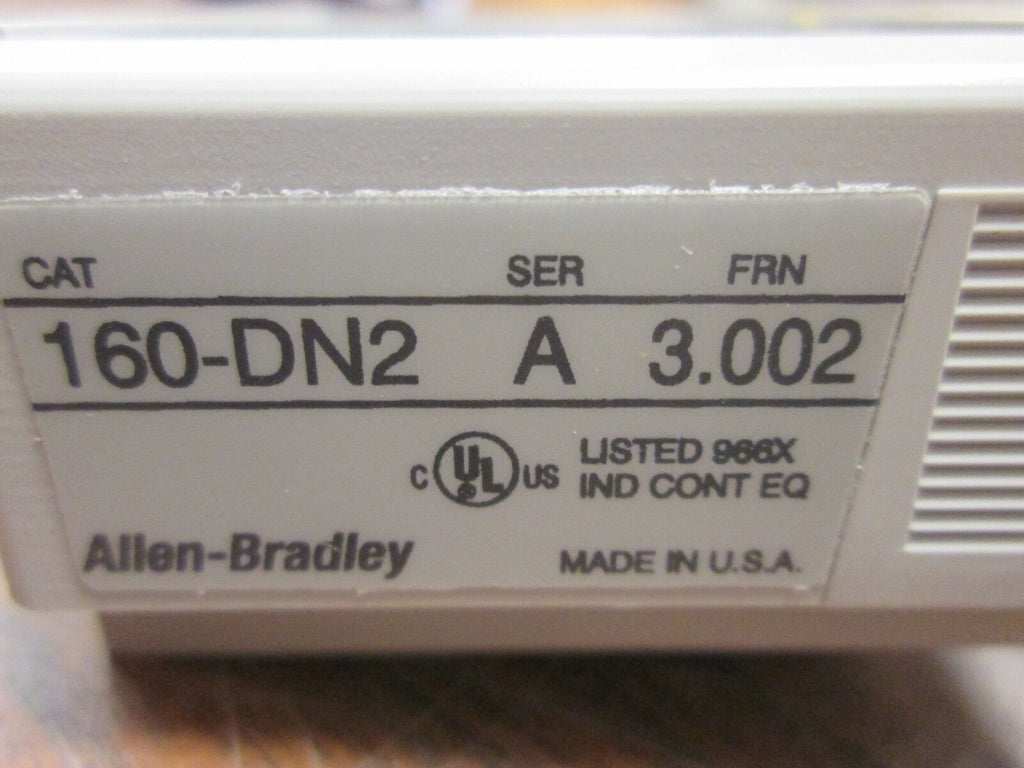 CAT SER FRN
160-DN2 A 3.002
C UL® US LISTED 966X
IND CONT EQ
Allen-Bradley MADE IN U.S.A.